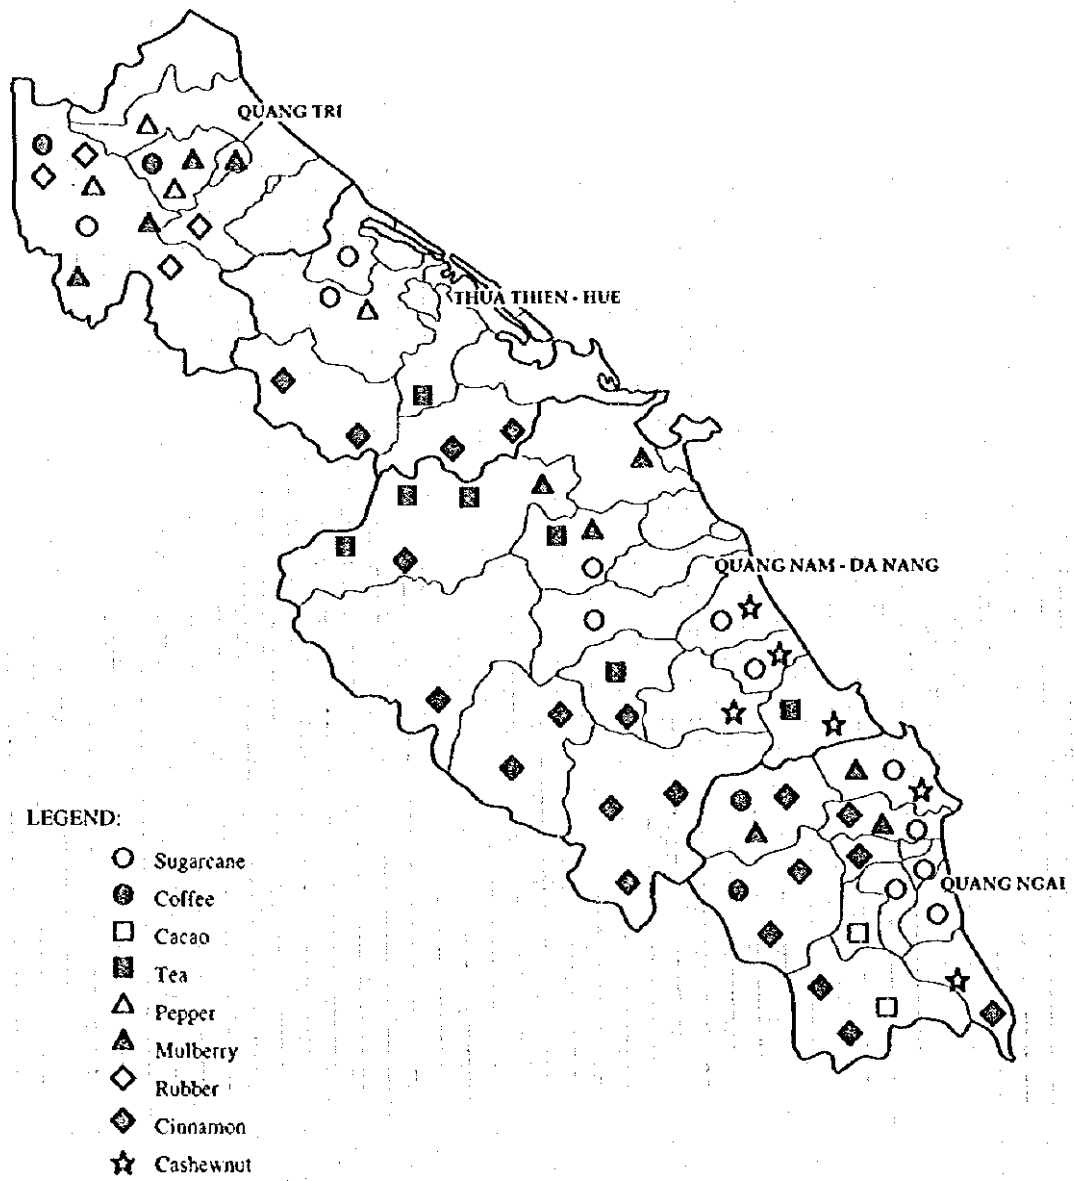 QUANG TRI
THUA THIEN - HUE
QUANG NAM - DA NANG
QUANG NGAI
LEGEND:
Sugarcane
Coffee
Cacao
Tea
Pepper
Mulberry
Rubber
Cinnamon
Cashewnut